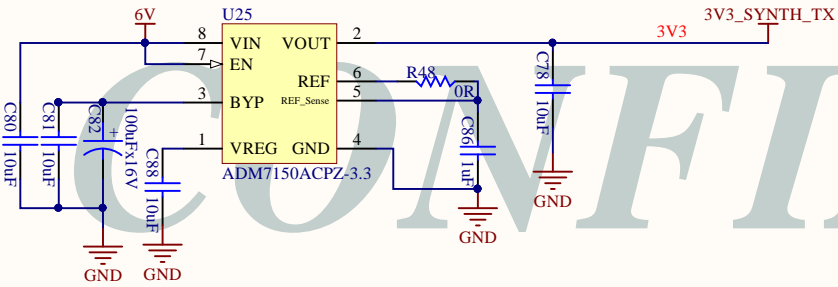 6V
U25
3V3_SYNTH_TX
8
VIN
VOUT
2
3V3
7
EN
REF
6
R48
0R
C78
10uF
3
BYP
REF_Sense
5
C80
10uF
C81
10uF
C82
+
100uFx16V
1
VREG
GND
4
C86
1uF
C88
10uF
ADM7150ACPZ-3.3
GND
GND
GND
GND
CONFI